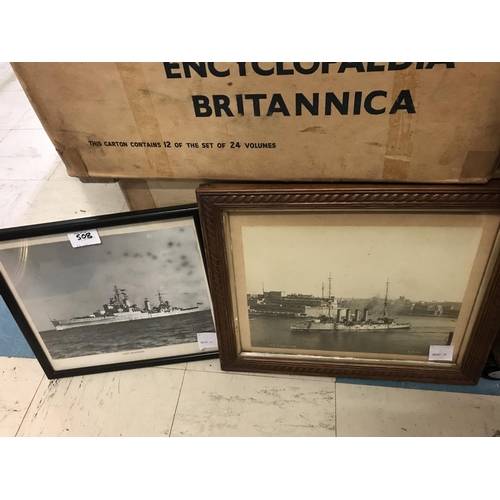 ENCYCLOPAEDIA
BRITANNICA
THIS CARTON CONTAINS 12 OF THE SET OF 24 VOLUMES
508